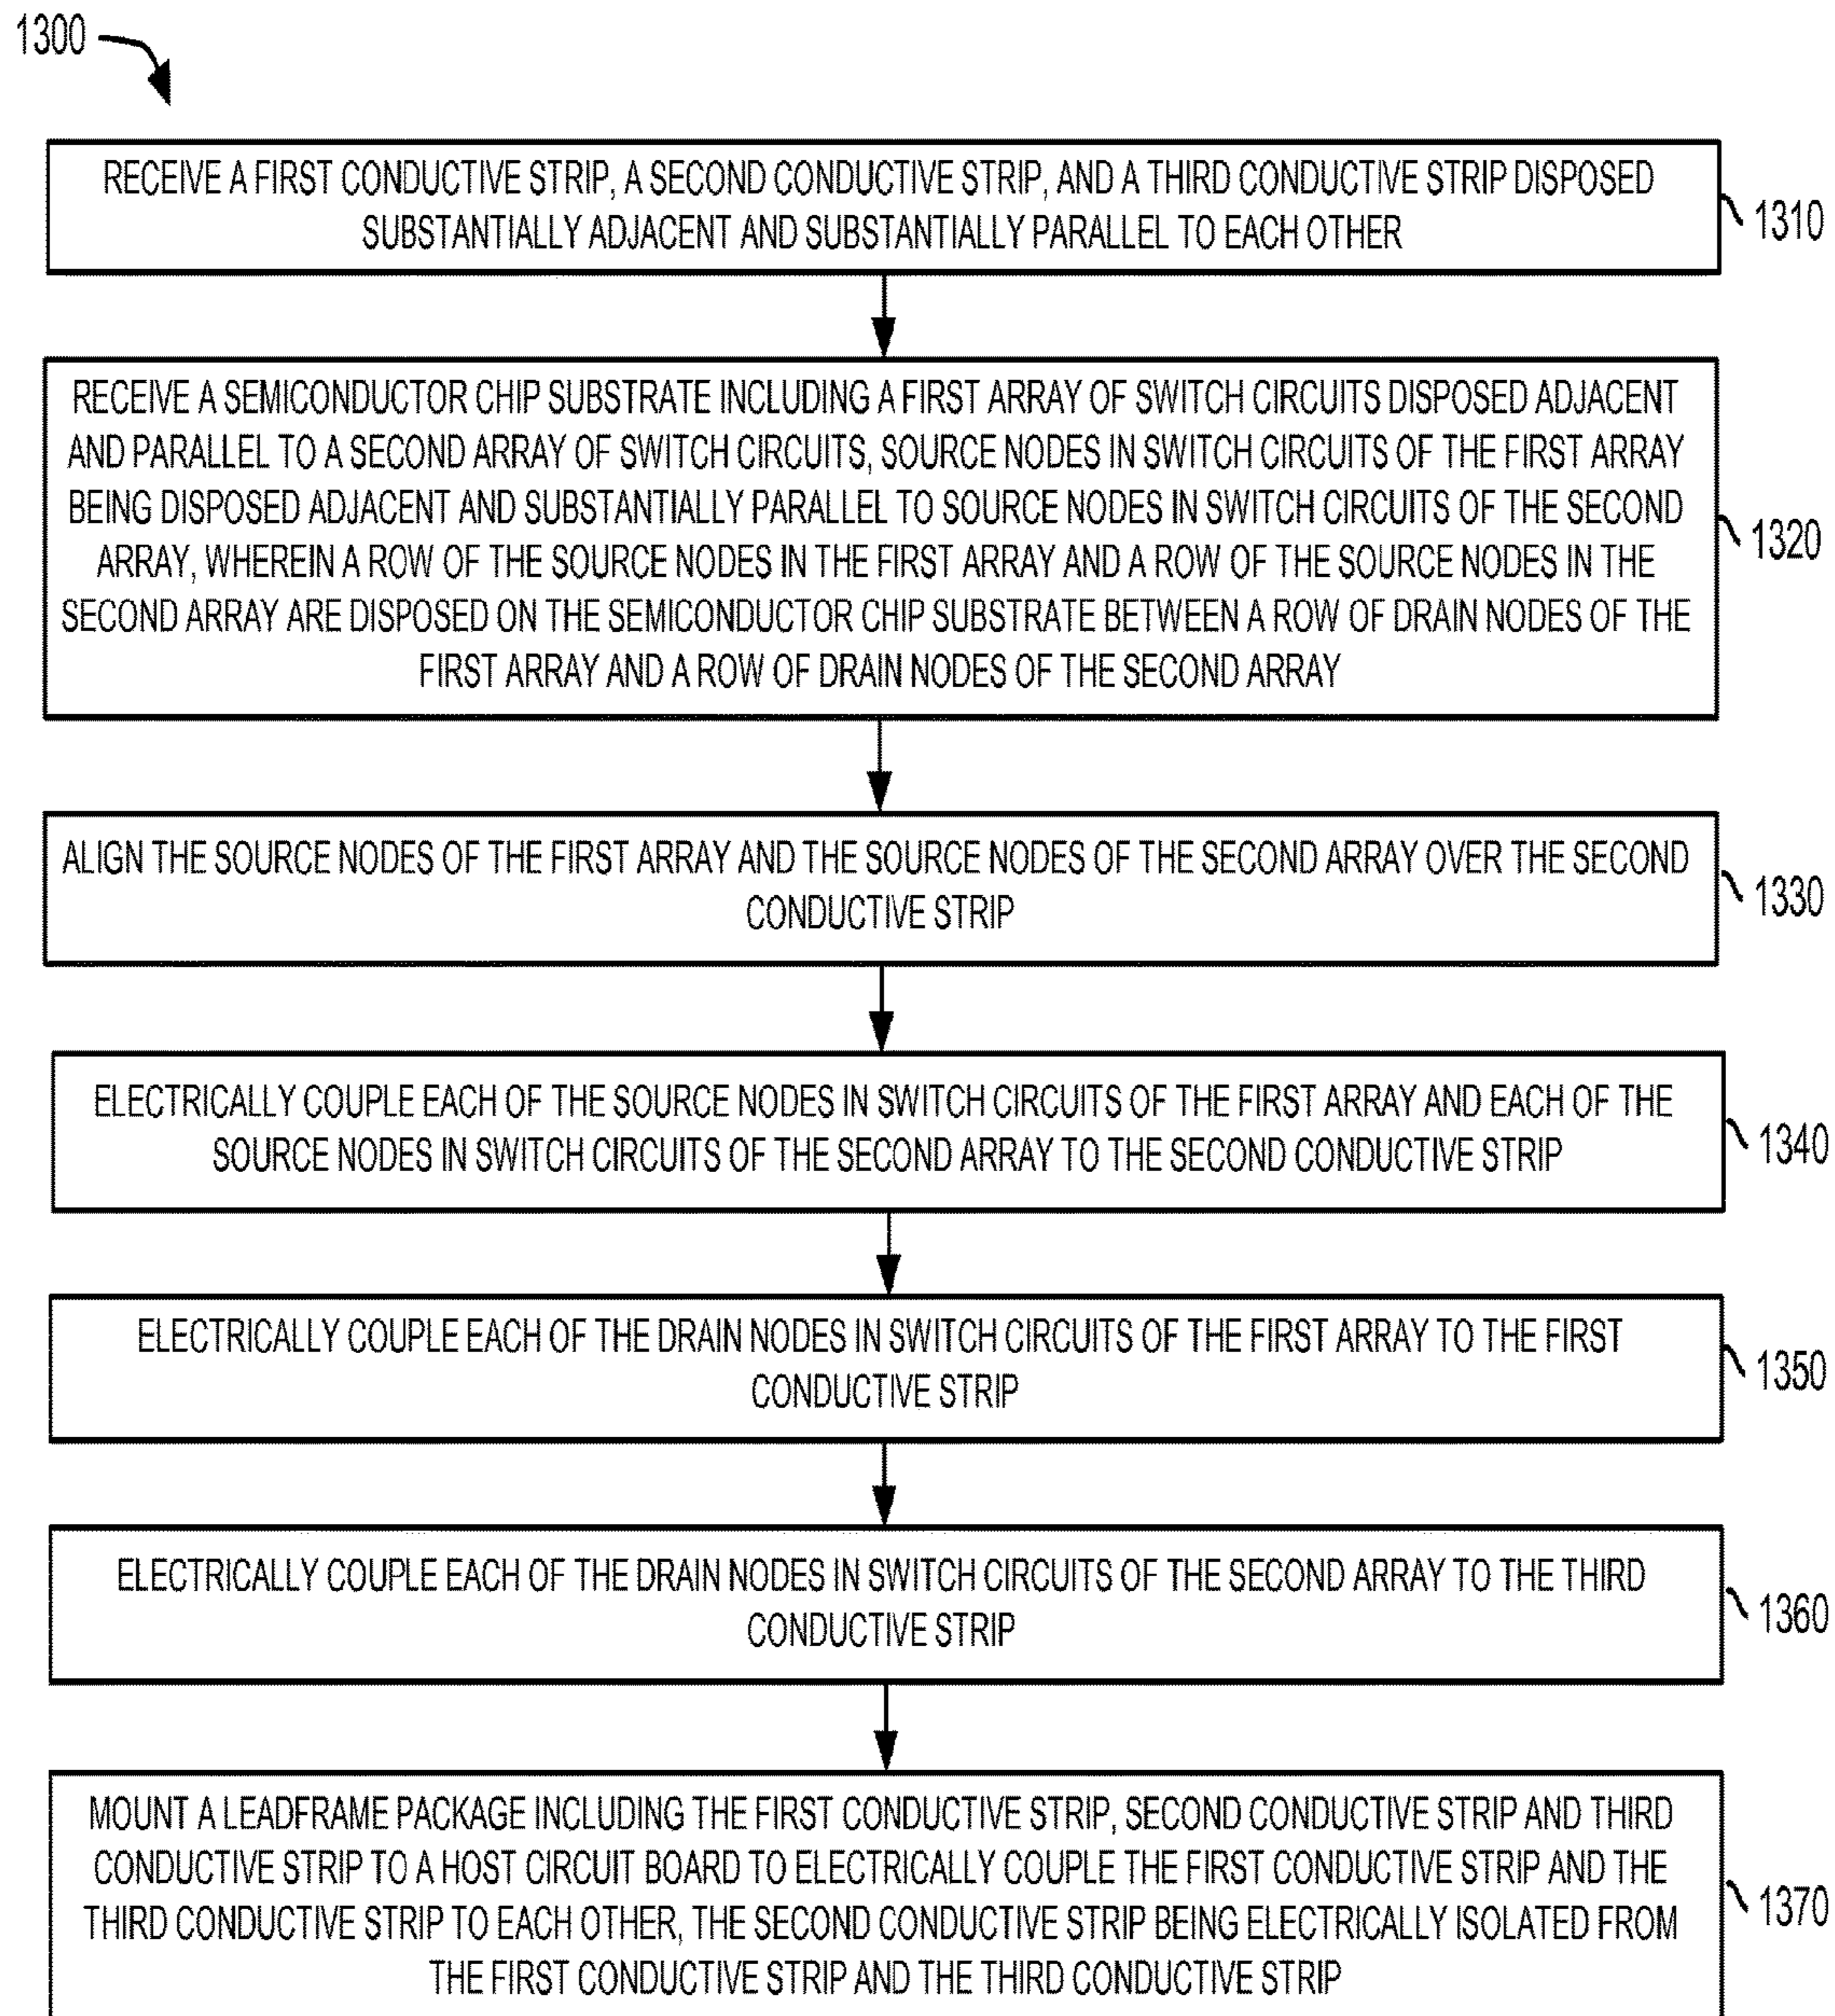 1300
RECEIVE A FIRST CONDUCTIVE STRIP, A SECOND CONDUCTIVE STRIP, AND A THIRD CONDUCTIVE STRIP DISPOSED
SUBSTANTIALLY ADJACENT AND SUBSTANTIALLY PARALLEL TO EACH OTHER
1310
RECEIVE A SEMICONDUCTOR CHIP SUBSTRATE INCLUDING A FIRST ARRAY OF SWITCH CIRCUITS DISPOSED ADJACENT
AND PARALLEL TO A SECOND ARRAY OF SWITCH CIRCUITS, SOURCE NODES IN SWITCH CIRCUITS OF THE FIRST ARRAY
BEING DISPOSED ADJACENT AND SUBSTANTIALLY PARALLEL TO SOURCE NODES IN SWITCH CIRCUITS OF THE SECOND
ARRAY, WHEREIN A ROW OF THE SOURCE NODES IN THE FIRST ARRAY AND A ROW OF THE SOURCE NODES IN THE
SECOND ARRAY ARE DISPOSED ON THE SEMICONDUCTOR CHIP SUBSTRATE BETWEEN A ROW OF DRAIN NODES OF THE
FIRST ARRAY AND A ROW OF DRAIN NODES OF THE SECOND ARRAY
1320
ALIGN THE SOURCE NODES OF THE FIRST ARRAY AND THE SOURCE NODES OF THE SECOND ARRAY OVER THE SECOND
CONDUCTIVE STRIP
1330
ELECTRICALLY COUPLE EACH OF THE SOURCE NODES IN SWITCH CIRCUITS OF THE FIRST ARRAY AND EACH OF THE
SOURCE NODES IN SWITCH CIRCUITS OF THE SECOND ARRAY TO THE SECOND CONDUCTIVE STRIP
1340
ELECTRICALLY COUPLE EACH OF THE DRAIN NODES IN SWITCH CIRCUITS OF THE FIRST ARRAY TO THE FIRST
CONDUCTIVE STRIP
1350
ELECTRICALLY COUPLE EACH OF THE DRAIN NODES IN SWITCH CIRCUITS OF THE SECOND ARRAY TO THE THIRD
CONDUCTIVE STRIP
1360
MOUNT A LEADFRAME PACKAGE INCLUDING THE FIRST CONDUCTIVE STRIP, SECOND CONDUCTIVE STRIP AND THIRD
CONDUCTIVE STRIP TO A HOST CIRCUIT BOARD TO ELECTRICALLY COUPLE THE FIRST CONDUCTIVE STRIP AND THE
THIRD CONDUCTIVE STRIP TO EACH OTHER, THE SECOND CONDUCTIVE STRIP BEING ELECTRICALLY ISOLATED FROM
THE FIRST CONDUCTIVE STRIP AND THE THIRD CONDUCTIVE STRIP
1370